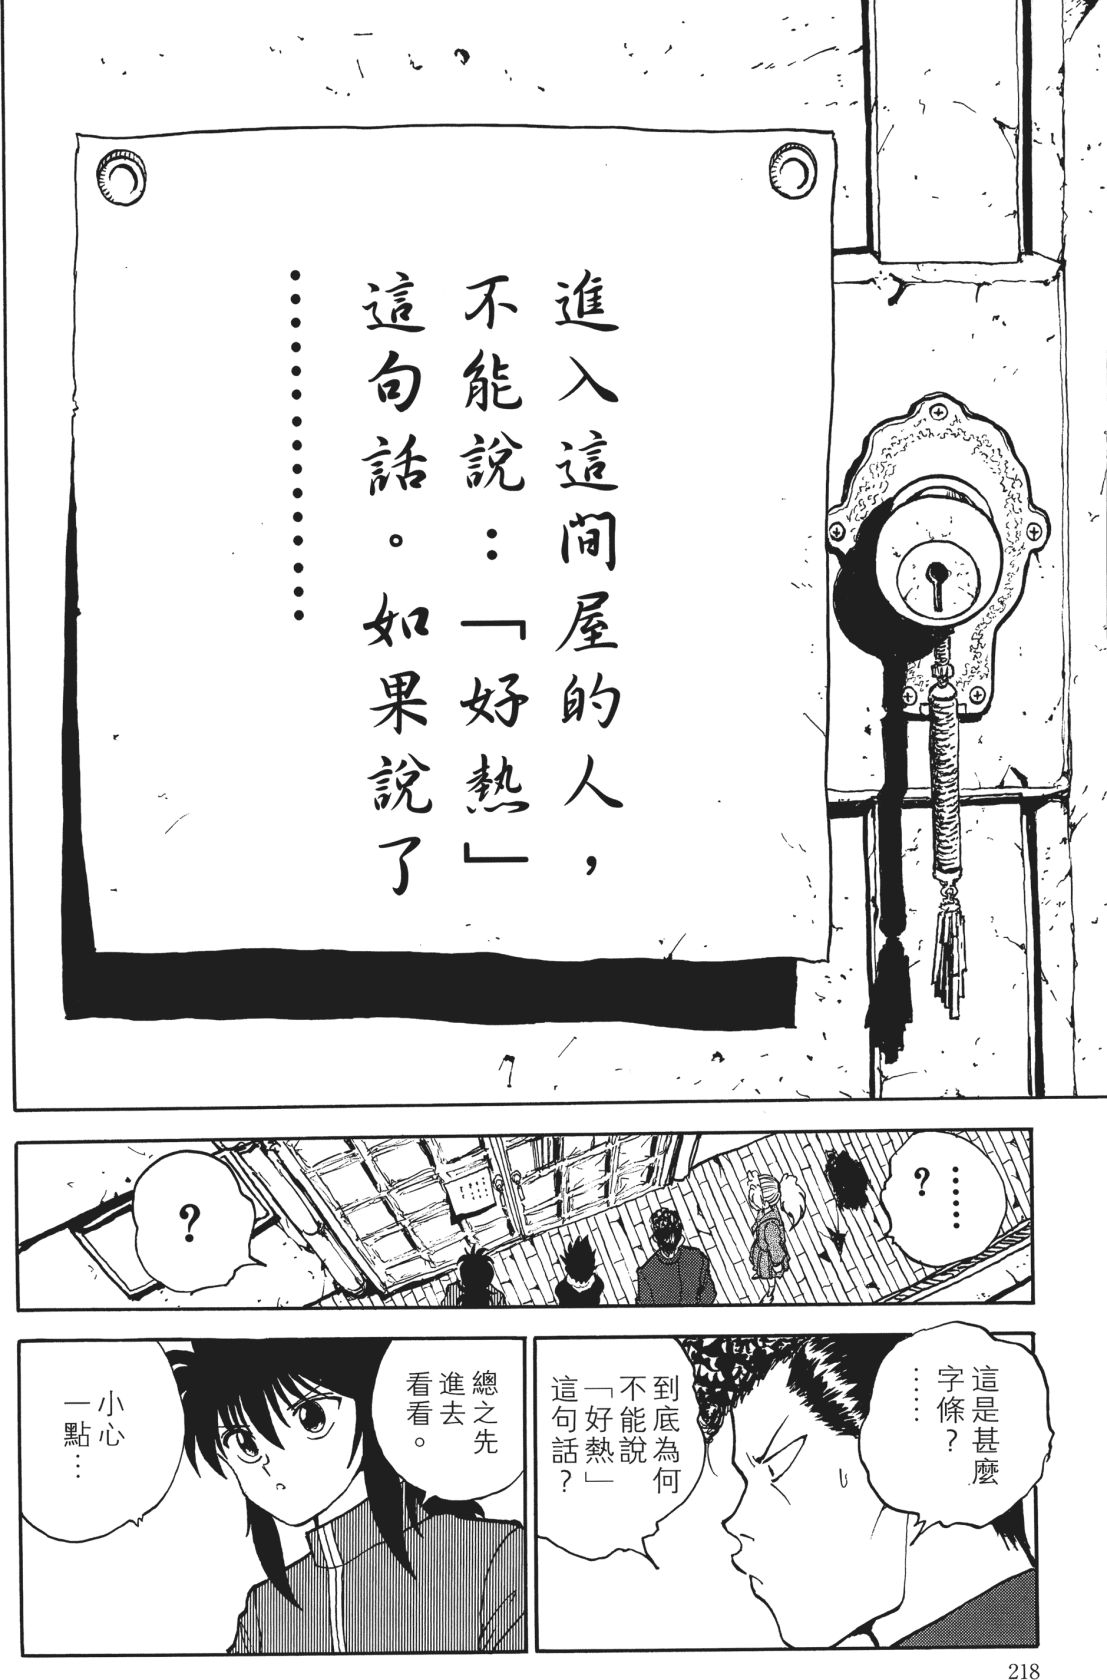 進入這間屋的人，
不能說：「好熱」
這句話。如果說了
……………
……？
？
這是甚麼
字條？
……
到底為何
不能說
「好熱」
這句話？
總之先
進去
看看。
小心
一點…
218